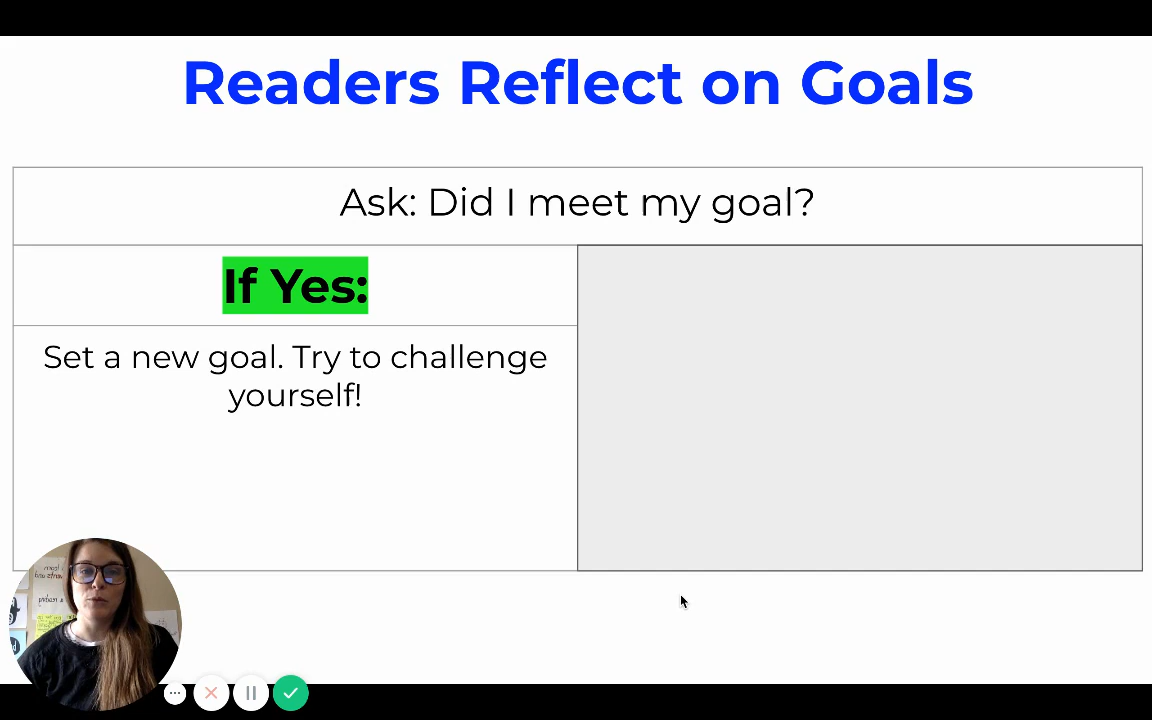 Readers Reflect on Goals
Ask: Did I meet my goal?
If Yes:
Set a new goal. Try to challenge
yourself!